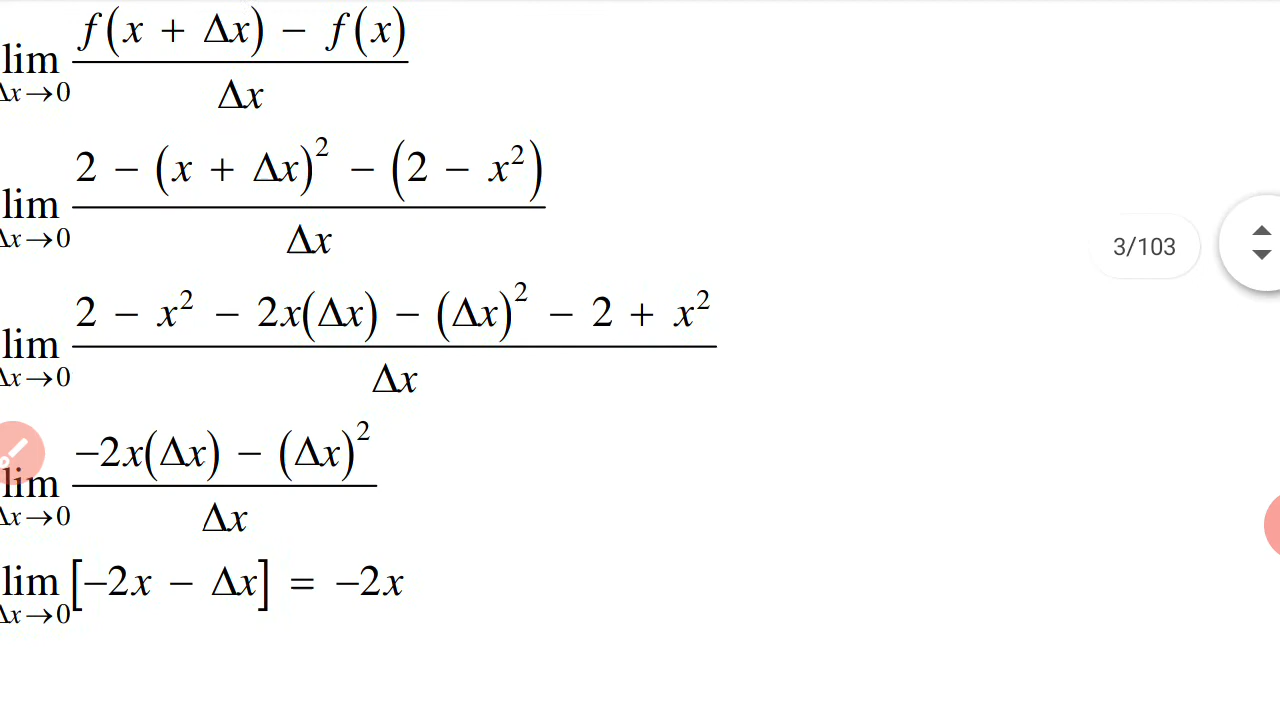 lim Δx→0 f(x + Δx) − f(x) / Δx
lim Δx→0 2 − (x + Δx)² − (2 − x²) / Δx
3/103
lim Δx→0 2 − x² − 2x(Δx) − (Δx)² − 2 + x² / Δx
lim Δx→0 −2x(Δx) − (Δx)² / Δx
lim Δx→0 [−2x − Δx] = −2x